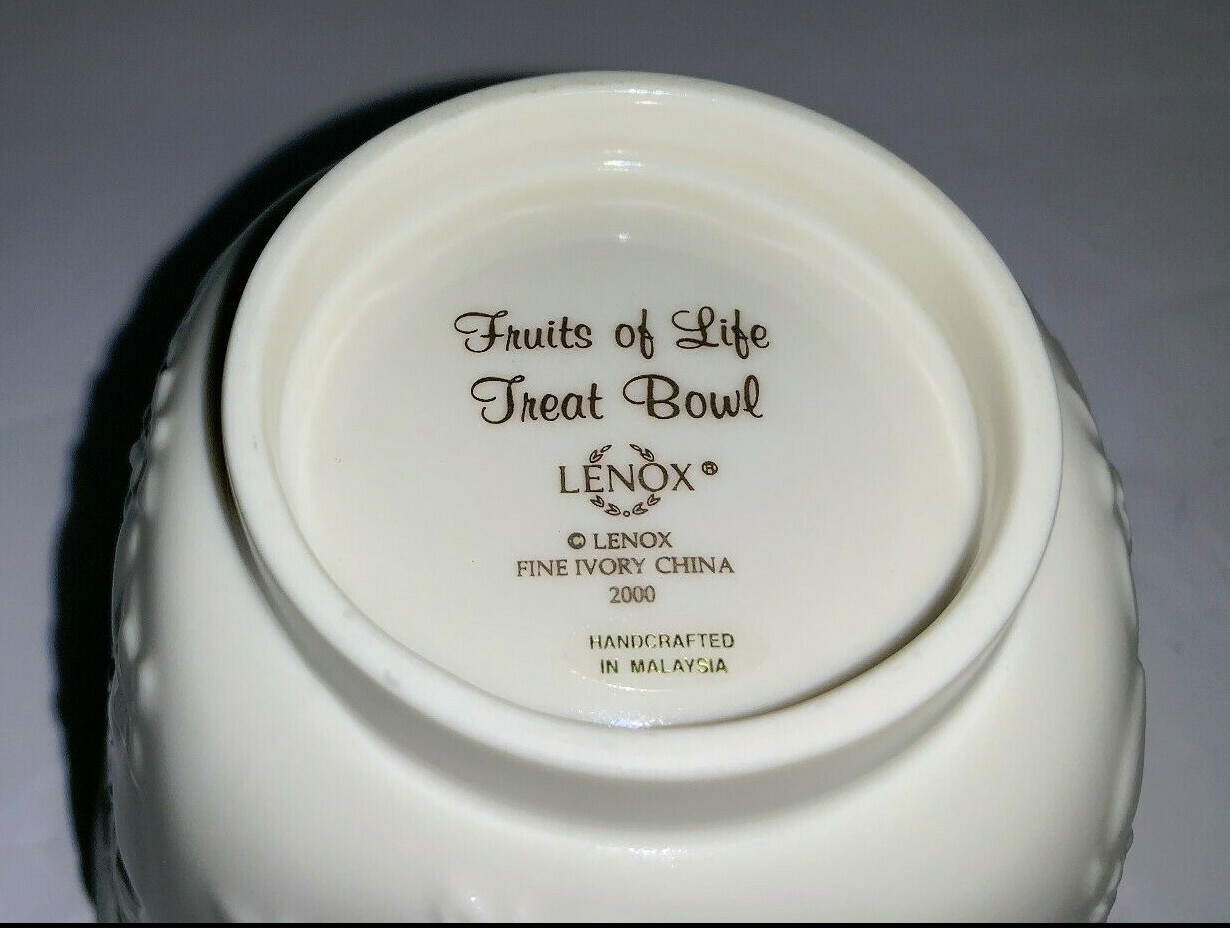 Fruits of Life
Treat Bowl
LENOX®
© LENOX
FINE IVORY CHINA
2000
HANDCRAFTED
IN MALAYSIA